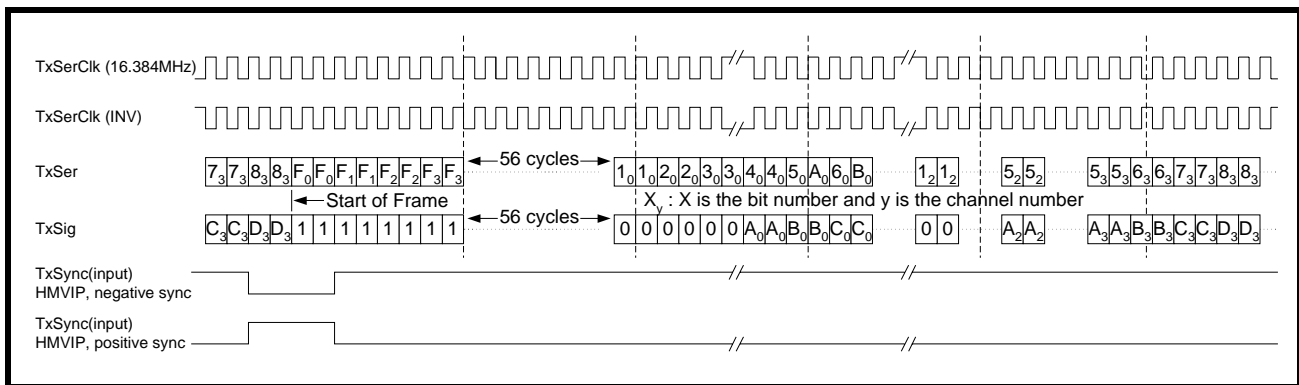 TxSerClk (16.384MHz)
TxSerClk (INV)
TxSer
7₃ 7₃ 8₃ 8₃ F₀ F₀ F₁ F₁ F₂ F₂ F₃ F₃ 56 cycles 1₀ 1₀ 2₀ 2₀ 3₀ 3₀ 4₀ 4₀ 5₀ A₀ 6₀ B₀ 1₂ 1₂ 5₂ 5₂ 5₃ 5₃ 6₃ 6₃ 7₃ 7₃ 8₃ 8₃
Start of Frame
X_y : X is the bit number and y is the channel number
TxSig
C₃ C₃ D₃ D₃ 1 1 1 1 1 1 1 1 56 cycles 0 0 0 0 0 0 A₀ A₀ B₀ B₀ C₀ C₀ 0 0 A₂ A₂ A₃ A₃ B₃ B₃ C₃ C₃ D₃ D₃
TxSync(input)
HMVIP, negative sync
TxSync(input)
HMVIP, positive sync